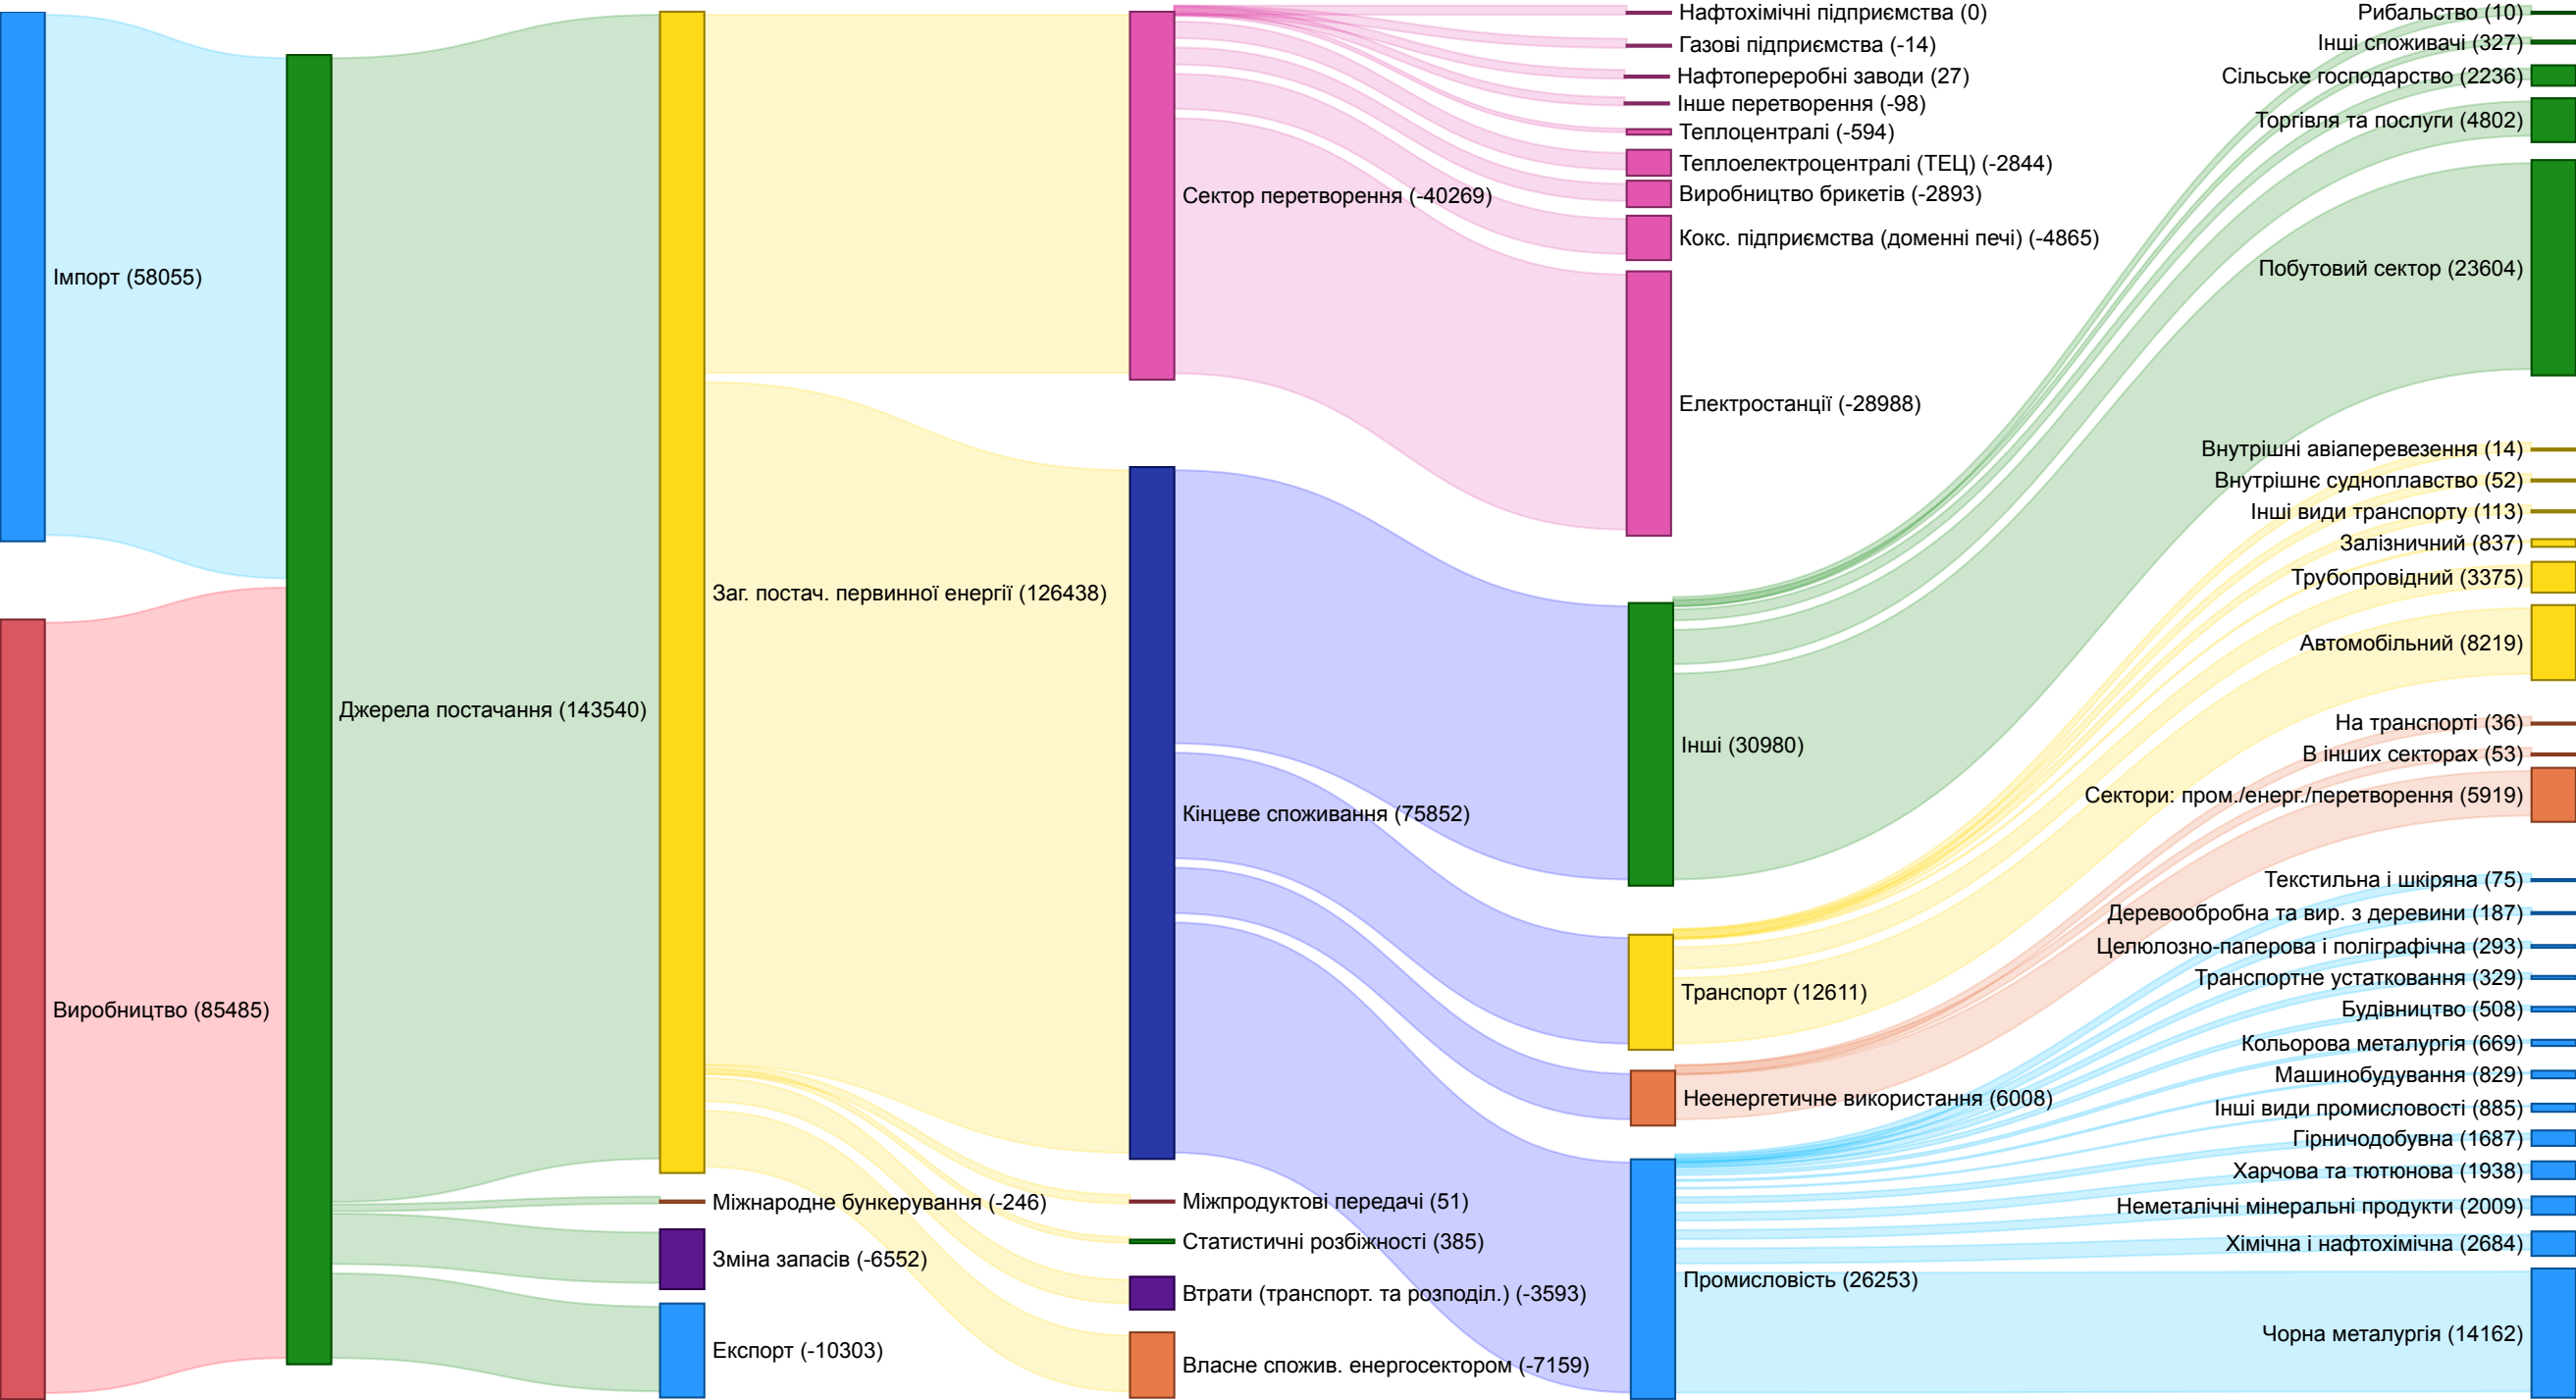 Імпорт (58055)
Виробництво (85485)
Джерела постачання (143540)
Заг. постач. первинної енергії (126438)
Міжнародне бункерування (-246)
Зміна запасів (-6552)
Експорт (-10303)
Сектор перетворення (-40269)
Кінцеве споживання (75852)
Міжпродуктові передачі (51)
Статистичні розбіжності (385)
Втрати (транспорт. та розподіл.) (-3593)
Власне спожив. енергосектором (-7159)
Нафтохімічні підприємства (0)
Газові підприємства (-14)
Нафтопереробні заводи (27)
Інше перетворення (-98)
Теплоцентралі (-594)
Теплоелектроцентралі (ТЕЦ) (-2844)
Виробництво брикетів (-2893)
Кокс. підприємства (доменні печі) (-4865)
Електростанції (-28988)
Інші (30980)
Транспорт (12611)
Неенергетичне використання (6008)
Промисловість (26253)
Рибальство (10)
Інші споживачі (327)
Сільське господарство (2236)
Торгівля та послуги (4802)
Побутовий сектор (23604)
Внутрішні авіаперевезення (14)
Внутрішнє судноплавство (52)
Інші види транспорту (113)
Залізничний (837)
Трубопровідний (3375)
Автомобільний (8219)
На транспорті (36)
В інших секторах (53)
Сектори: пром./енерг./перетворення (5919)
Текстильна і шкіряна (75)
Деревообробна та вир. з деревини (187)
Целюлозно-паперова і поліграфічна (293)
Транспортне устатковання (329)
Будівництво (508)
Кольорова металургія (669)
Машинобудування (829)
Інші види промисловості (885)
Гірничодобувна (1687)
Харчова та тютюнова (1938)
Неметалічні мінеральні продукти (2009)
Хімічна і нафтохімічна (2684)
Чорна металургія (14162)